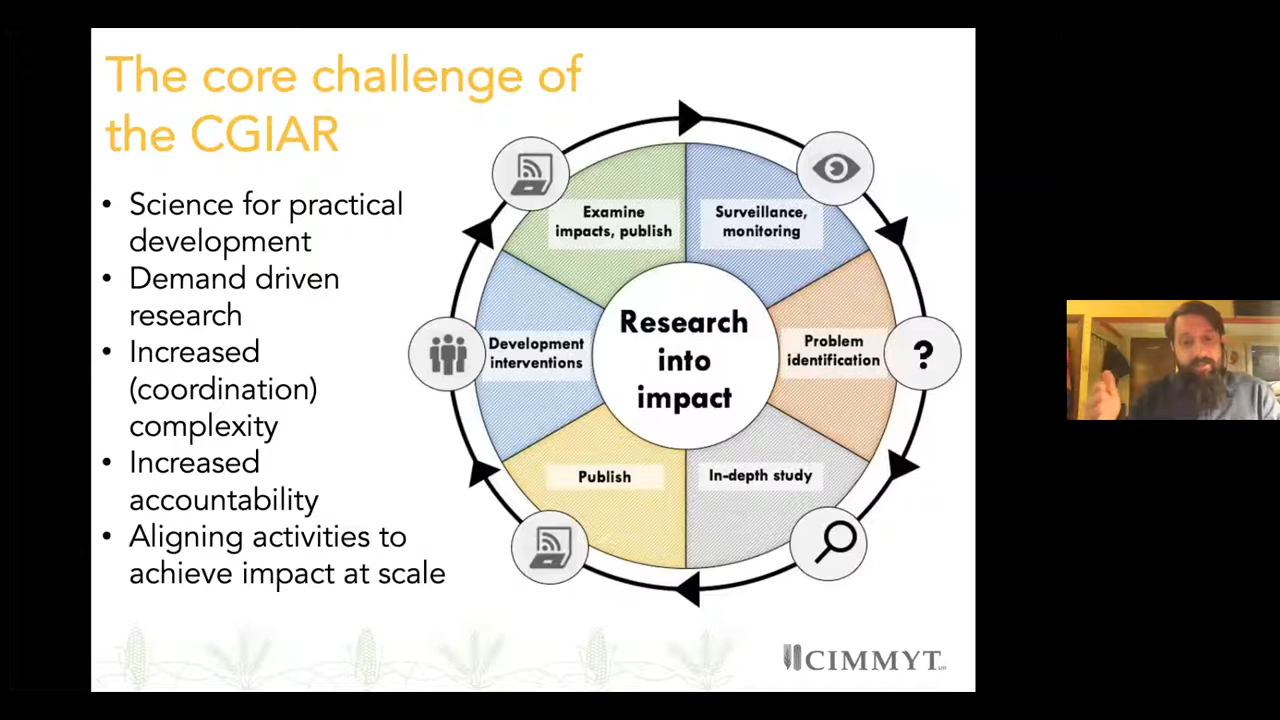 The core challenge of
the CGIAR
• Science for practical
development
• Demand driven
research
• Increased
(coordination)
complexity
• Increased
accountability
• Aligning activities to
achieve impact at scale
Examine
impacts, publish
Surveillance,
monitoring
Development
interventions
Research
into
impact
Problem
identification
?
Publish
In-depth study
CIMMYT